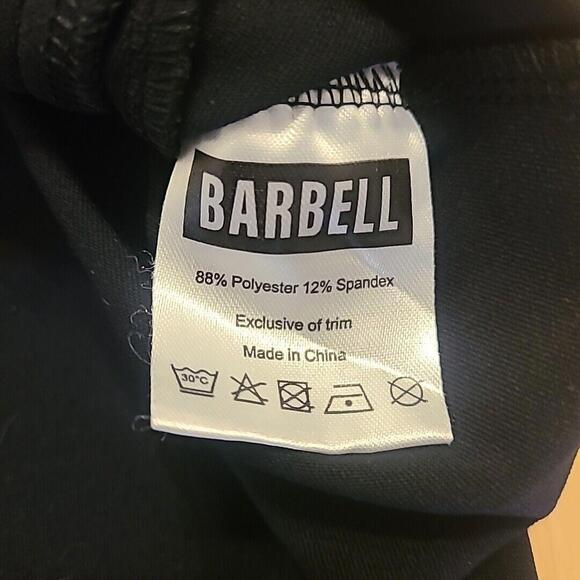 BARBELL
88% Polyester 12% Spandex
Exclusive of trim
Made in China
30°C